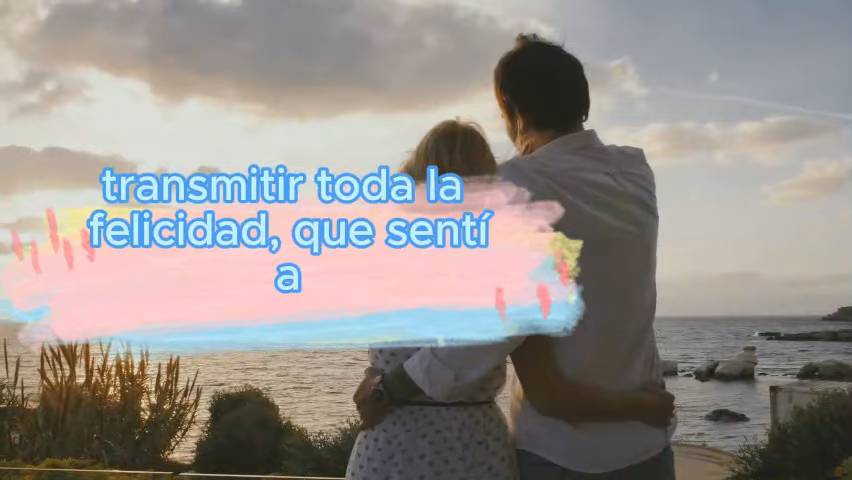 transmitir toda la
felicidad, que sentí
a